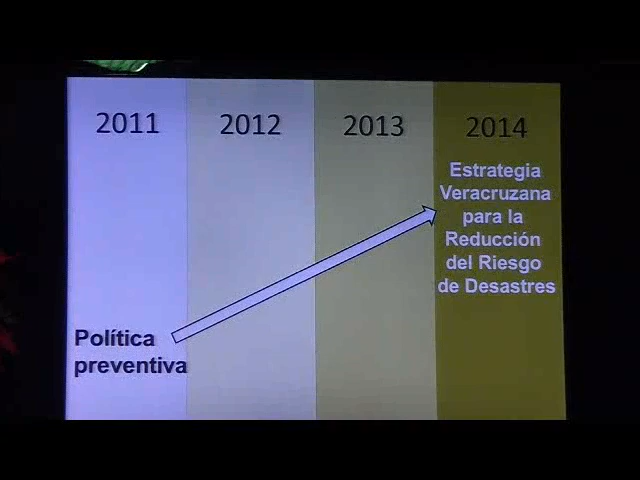 2011 2012 2013 2014
Estrategia
Veracruzana
para la
Reducción
del Riesgo
de Desastres
Política
preventiva